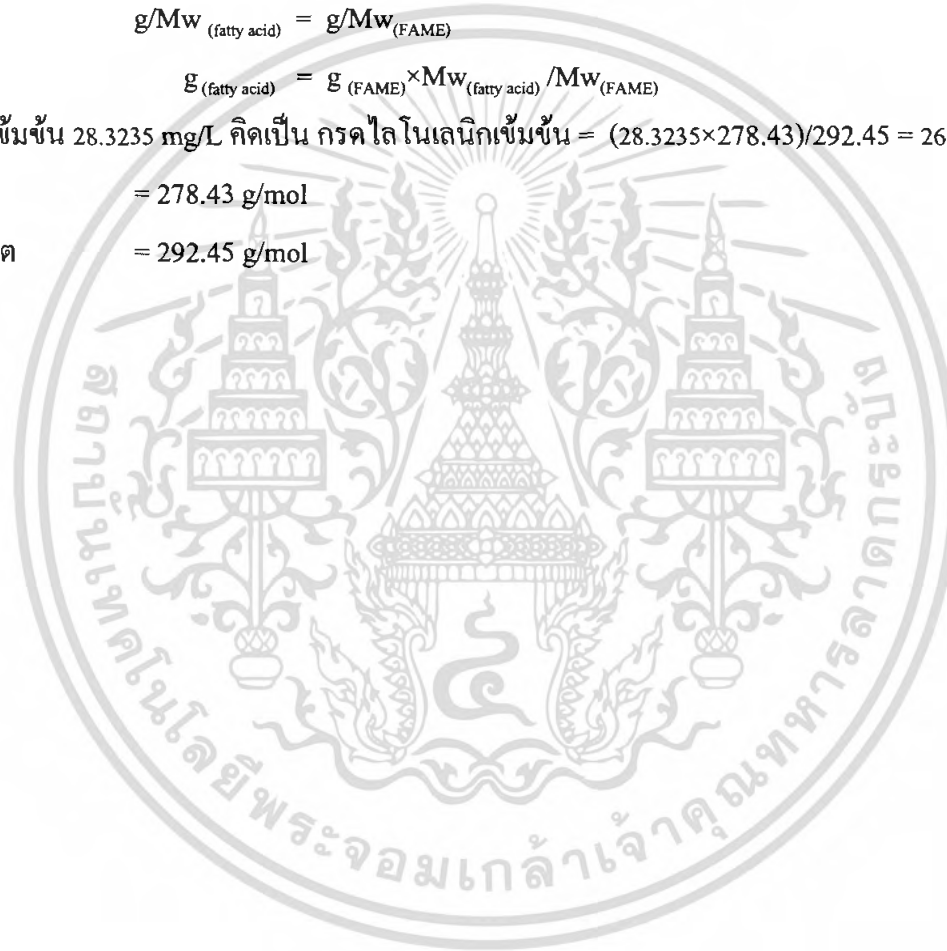 g/Mw (fatty acid) = g/Mw(FAME)
g(fatty acid) = g (FAME)×Mw(fatty acid) /Mw(FAME)
ข้มข้น 28.3235 mg/L คิดเป็น กรดไลโนเลนิกเข้มข้น = (28.3235×278.43)/292.45 = 26
= 278.43 g/mol
ต = 292.45 g/mol
สถาบันเทคโนโลยีพระจอมเกล้าเจ้าคุณทหารลาดกระบัง